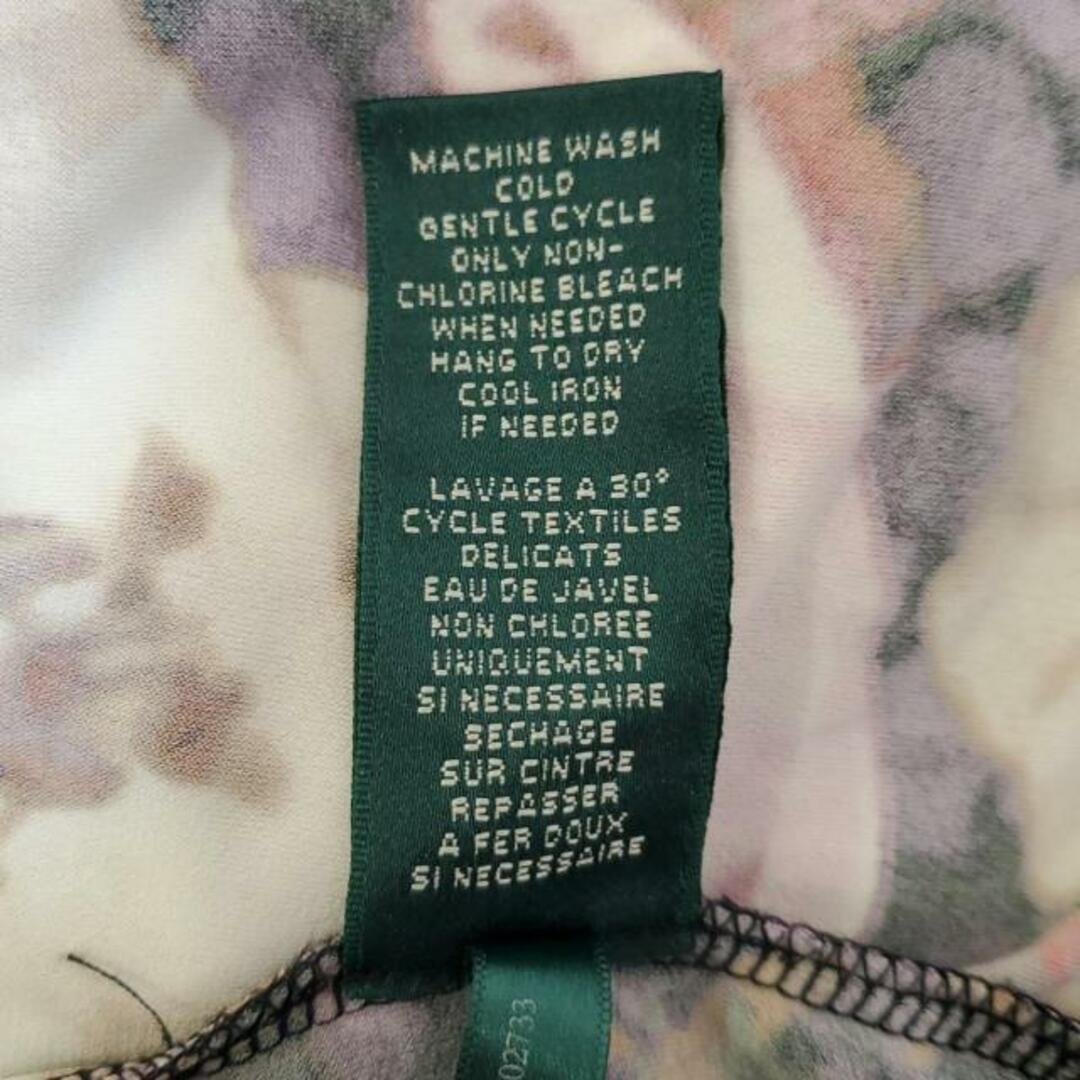 MACHINE WASH
COLD
GENTLE CYCLE
ONLY NON-
CHLORINE BLEACH
WHEN NEEDED
HANG TO DRY
COOL IRON
IF NEEDED
LAVAGE A 30°
CYCLE TEXTILES
DELICATS
EAU DE JAVEL
NON CHLOREE
UNIQUEMENT
SI NECESSAIRE
SECHAGE
SUR CINTRE
REPASSER
A FER DOUX
SI NECESSAIRE
02733